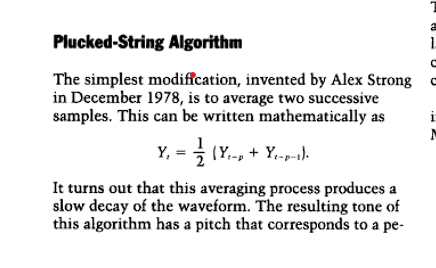 Plucked-String Algorithm
The simplest modification, invented by Alex Strong
in December 1978, is to average two successive
samples. This can be written mathematically as
Y_t = 1/2 (Y_{t-p} + Y_{t-p-1}).
It turns out that this averaging process produces a
slow decay of the waveform. The resulting tone of
this algorithm has a pitch that corresponds to a pe-